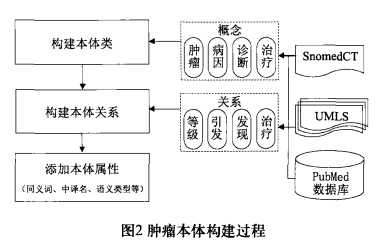 构建本体类
概念
肿瘤
病因
诊断
治疗
SnomedCT
构建本体关系
关系
等级
引发
发现
治疗
UMLS
添加本体属性
(同义词、中译名、语义类型等)
PubMed
数据库
图2 肿瘤本体构建过程